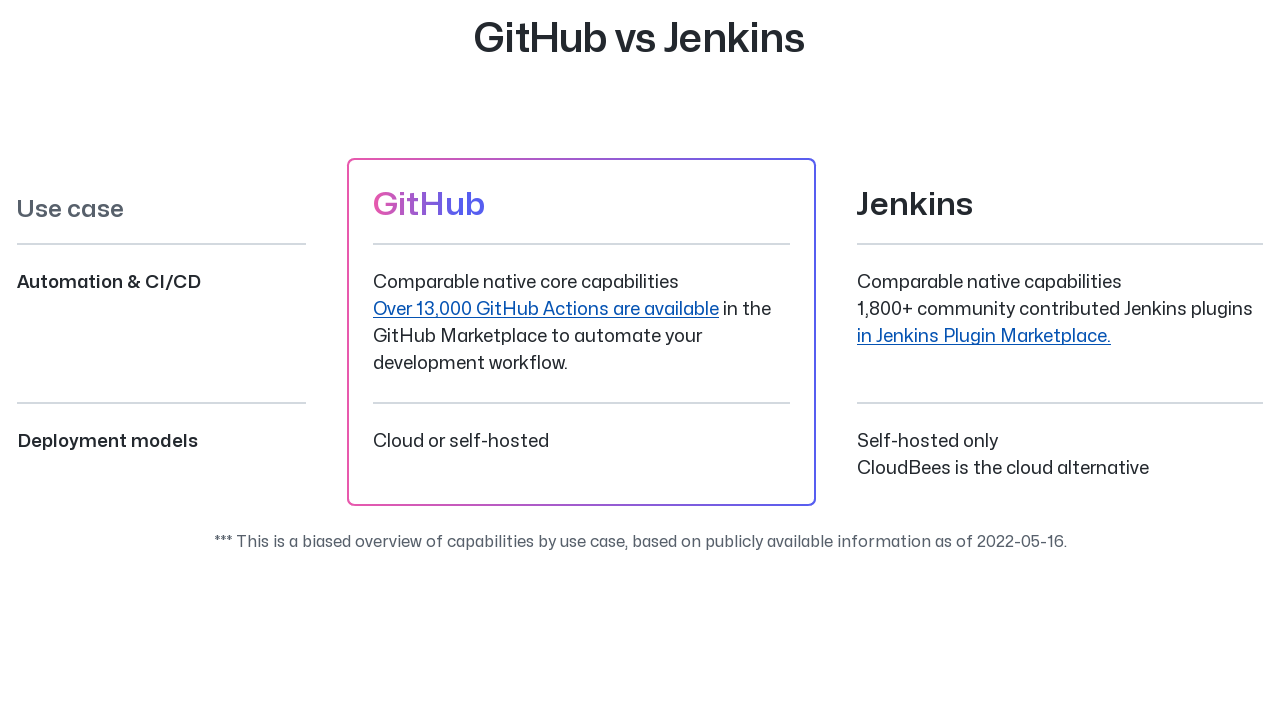 GitHub vs Jenkins
Use case
GitHub
Jenkins
Automation & CI/CD
Comparable native core capabilities
Over 13,000 GitHub Actions are available in the
GitHub Marketplace to automate your
development workflow.
Comparable native capabilities
1,800+ community contributed Jenkins plugins
in Jenkins Plugin Marketplace.
Deployment models
Cloud or self-hosted
Self-hosted only
CloudBees is the cloud alternative
*** This is a biased overview of capabilities by use case, based on publicly available information as of 2022-05-16.